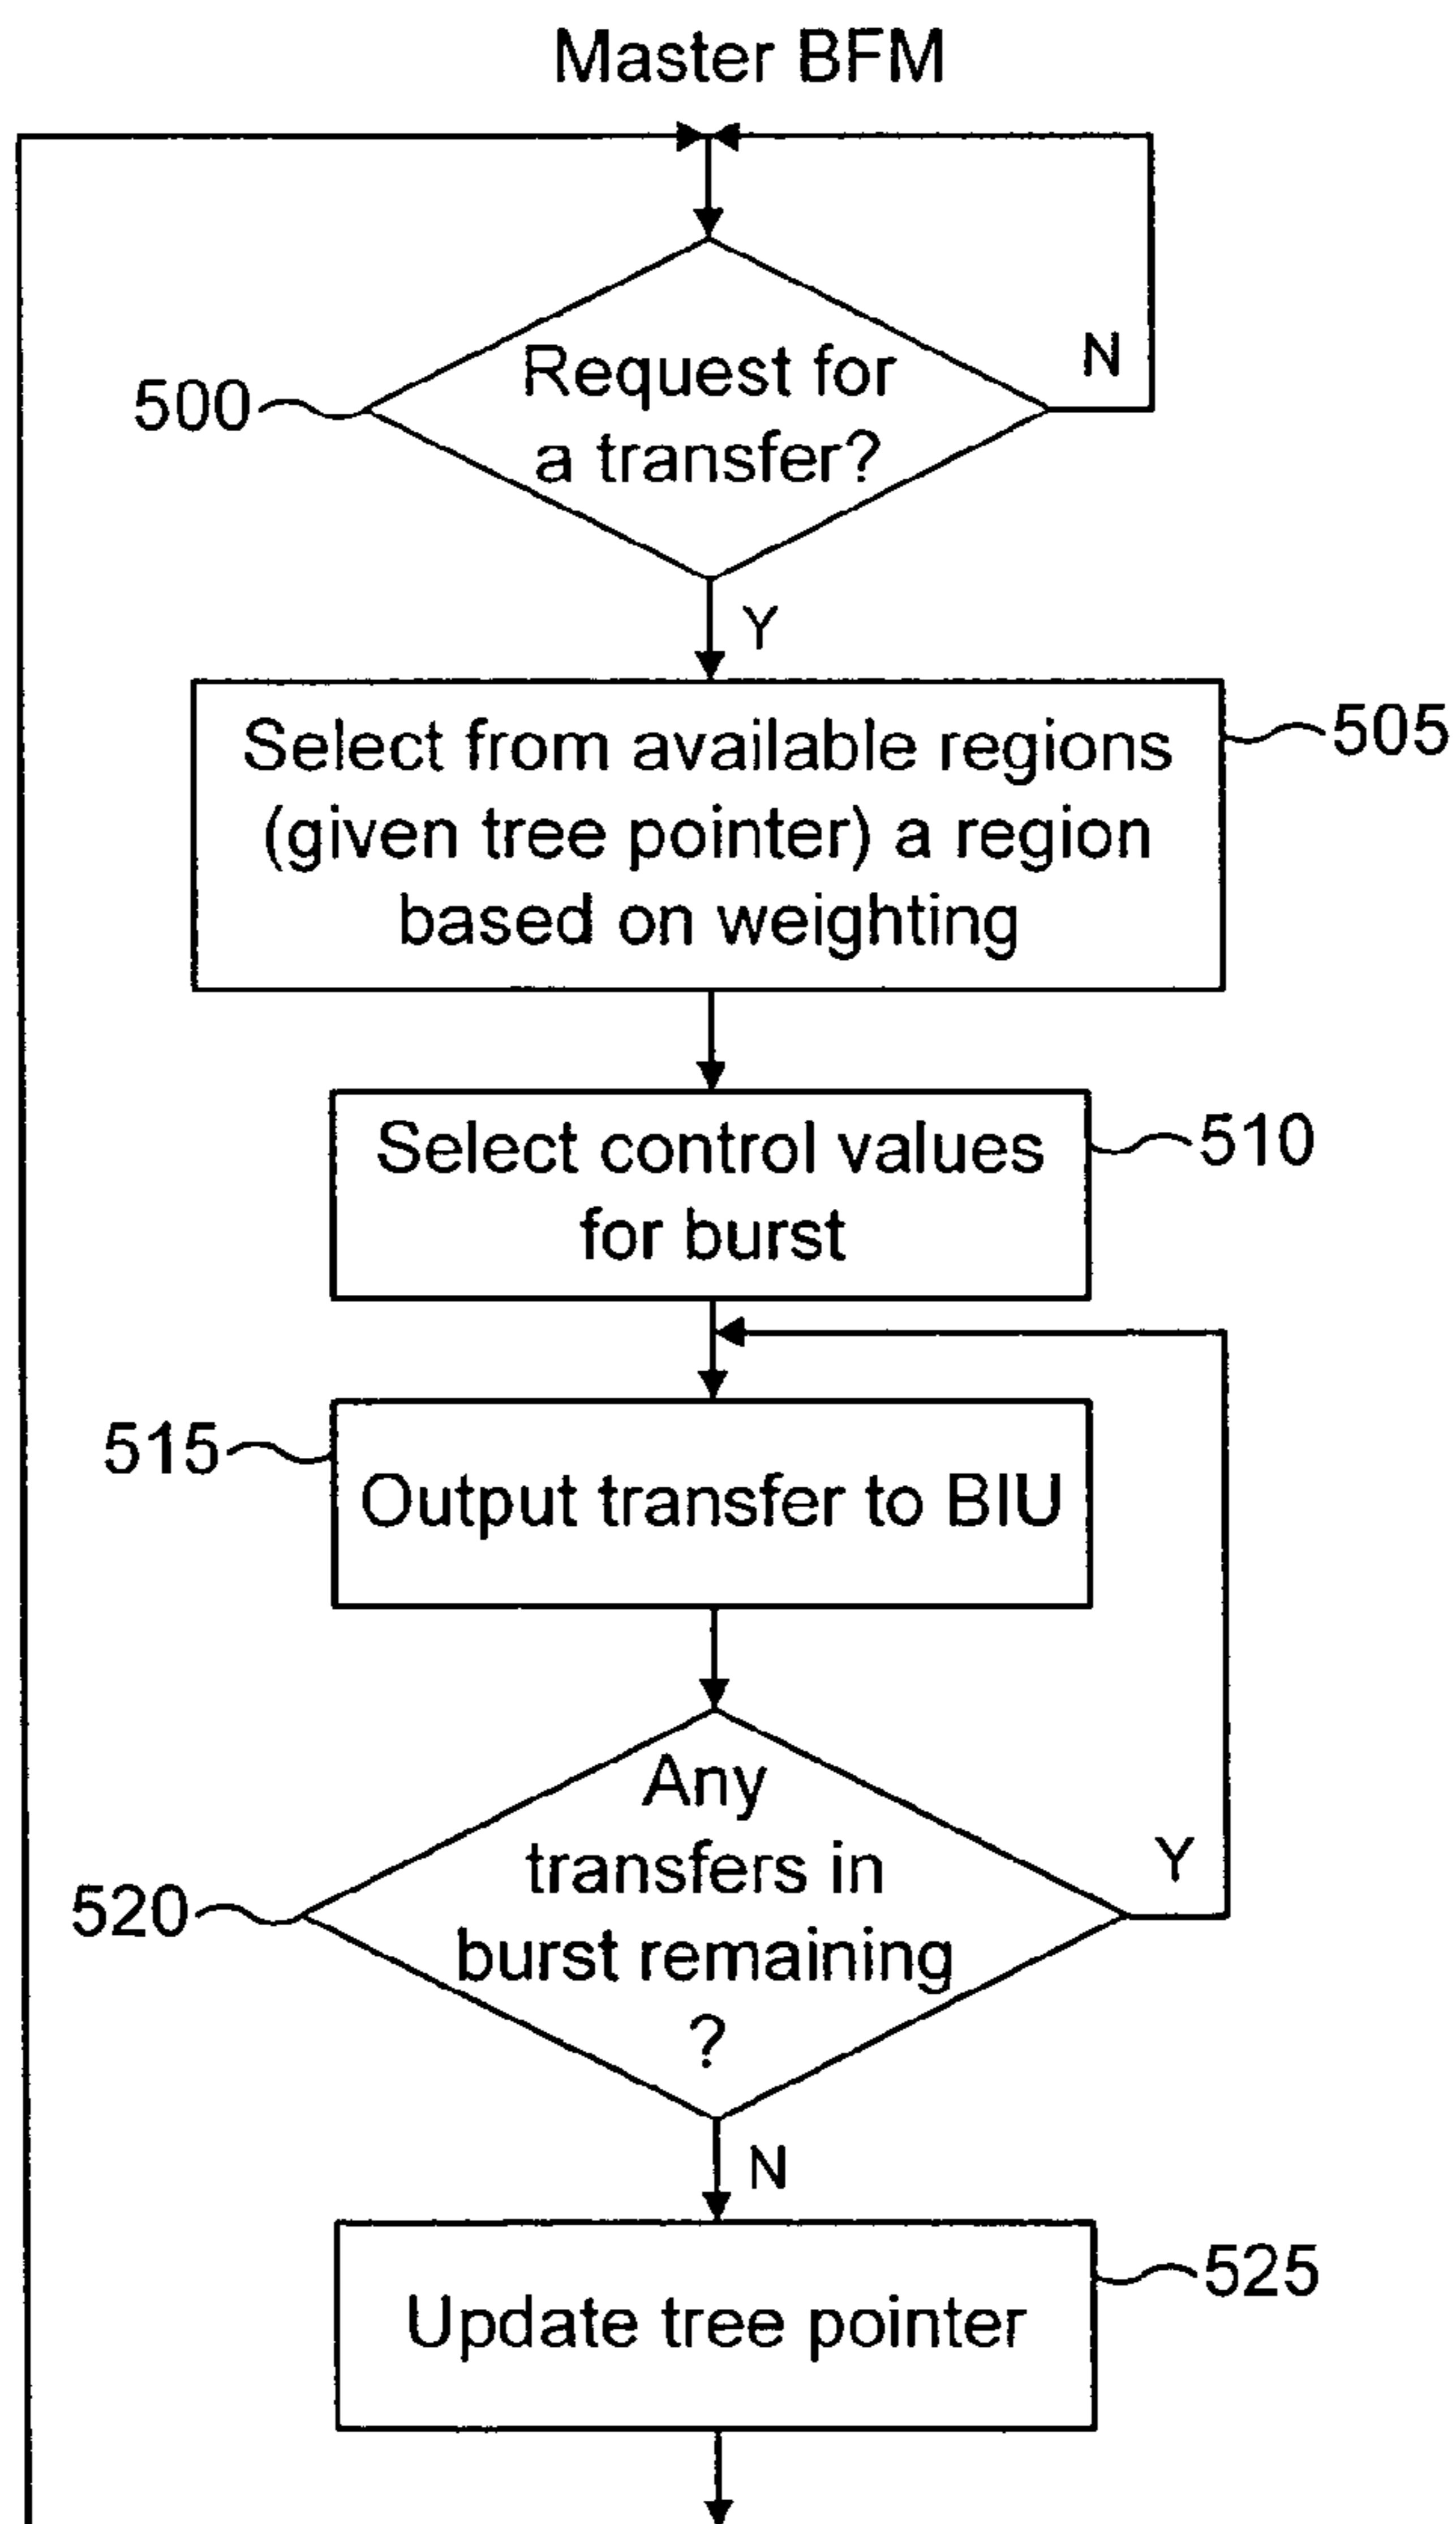 Master BFM
Request for
a transfer?
N
500
Y
Select from available regions
(given tree pointer) a region
based on weighting
505
Select control values
for burst
510
515
Output transfer to BIU
Any
transfers in
burst remaining
?
Y
520
N
Update tree pointer
525